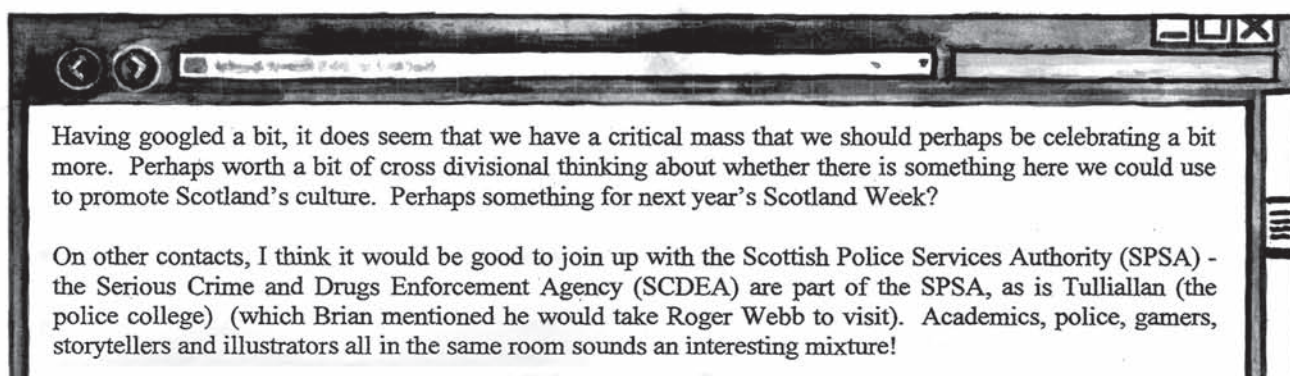 Having googled a bit, it does seem that we have a critical mass that we should perhaps be celebrating a bit
more. Perhaps worth a bit of cross divisional thinking about whether there is something here we could use
to promote Scotland's culture. Perhaps something for next year's Scotland Week?
On other contacts, I think it would be good to join up with the Scottish Police Services Authority (SPSA) -
the Serious Crime and Drugs Enforcement Agency (SCDEA) are part of the SPSA, as is Tulliallan (the
police college) (which Brian mentioned he would take Roger Webb to visit). Academics, police, gamers,
storytellers and illustrators all in the same room sounds an interesting mixture!